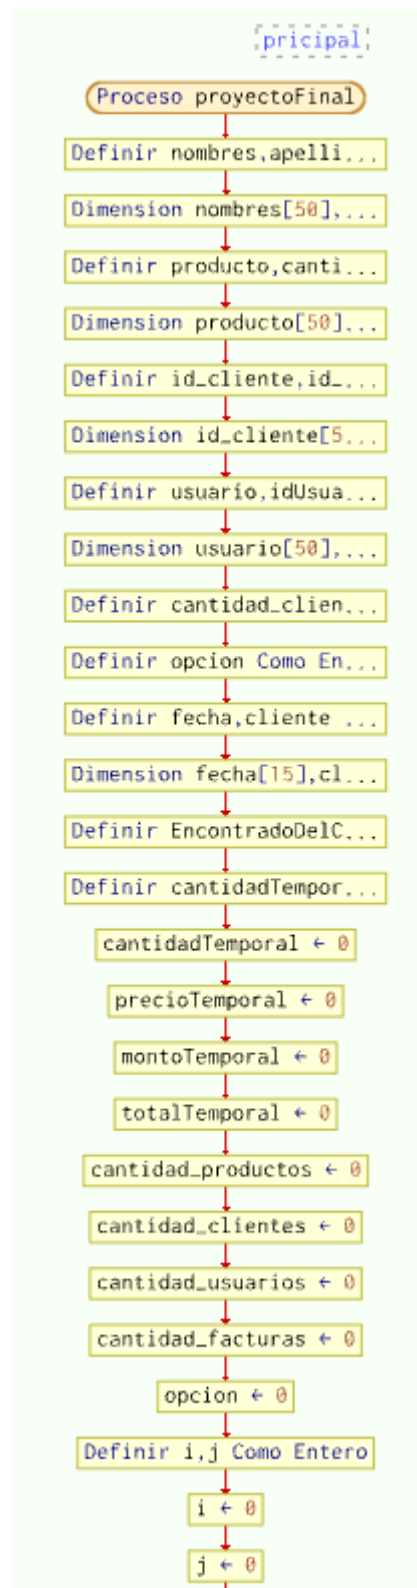 pricipal
Proceso proyectoFinal
Definir nombres,apelli...
Dimension nombres[50],...
Definir producto,canti...
Dimension producto[50]...
Definir id_cliente,id_...
Dimension id_cliente[5...
Definir usuario,idUsua...
Dimension usuario[50],...
Definir cantidad_clien...
Definir opcion Como En...
Definir fecha,cliente ...
Dimension fecha[15],cl...
Definir EncontradoDelC...
Definir cantidadTempor...
cantidadTemporal ← 0
precioTemporal ← 0
montoTemporal ← 0
totalTemporal ← 0
cantidad_productos ← 0
cantidad_clientes ← 0
cantidad_usuarios ← 0
cantidad_facturas ← 0
opcion ← 0
Definir i,j Como Entero
i ← 0
j ← 0